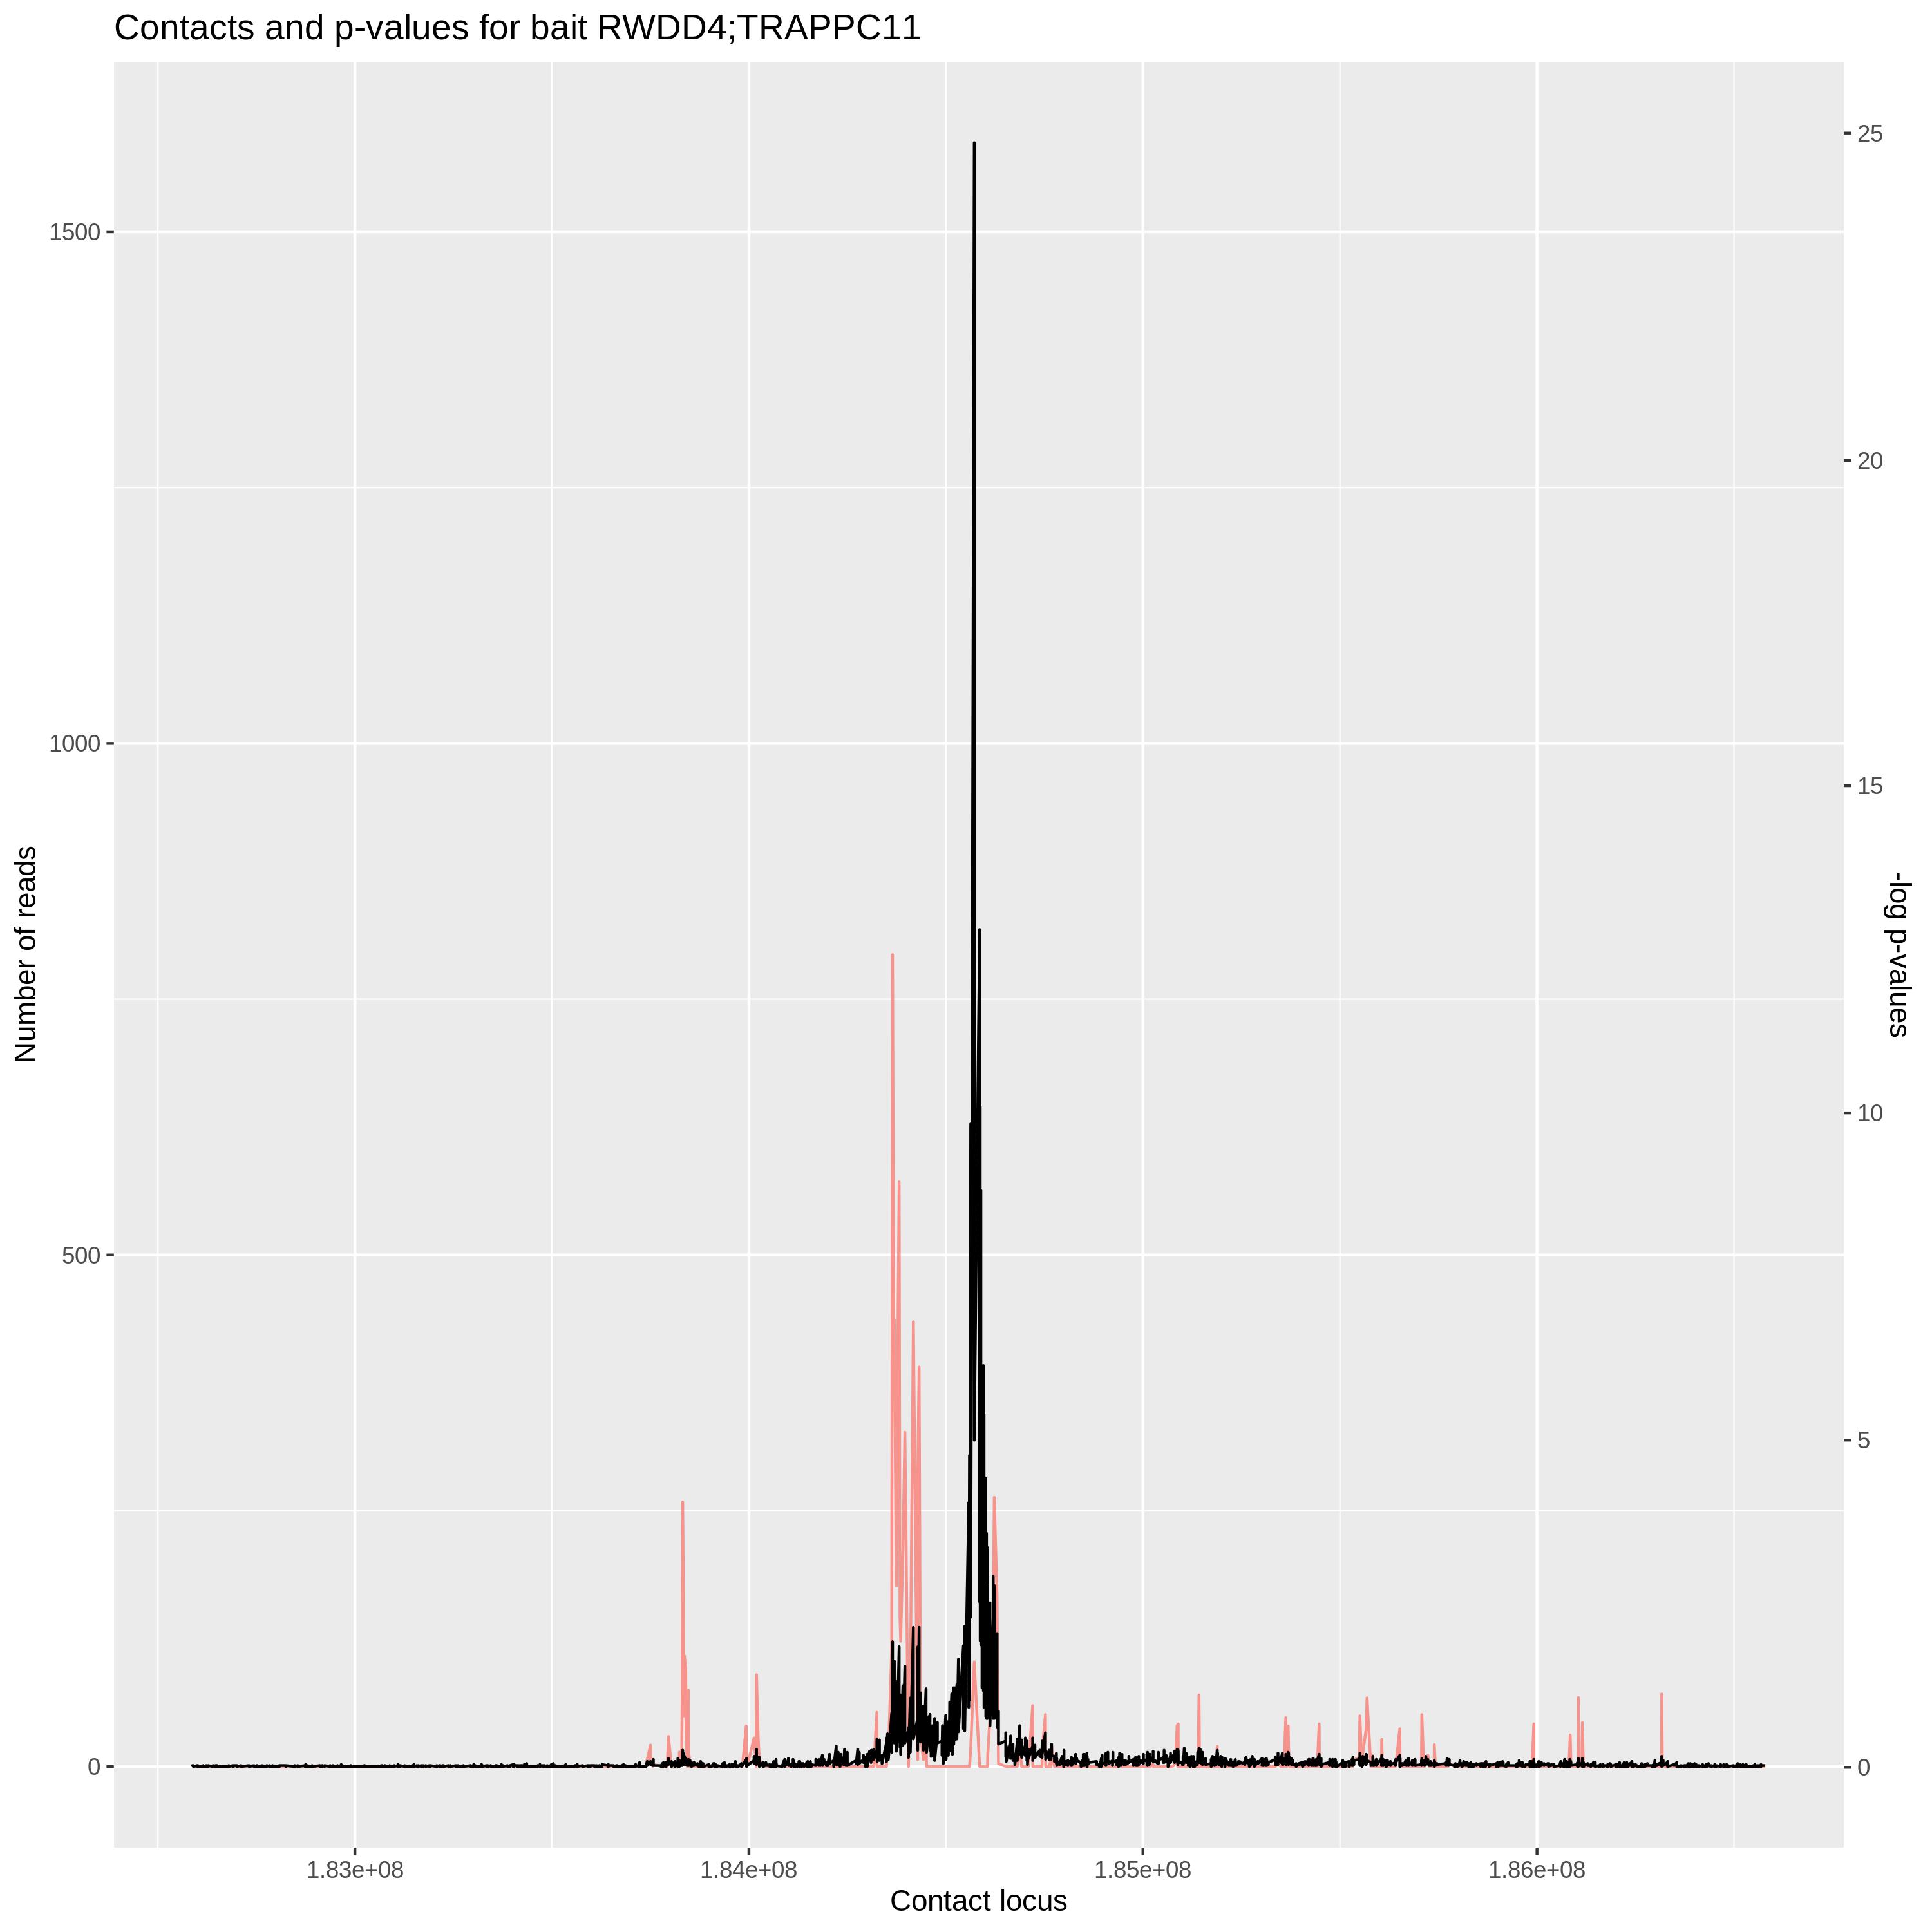 Contacts and p-values for bait RWDD4;TRAPPC11
1500
1000
500
0
Number of reads
25
20
15
10
5
0
-log p-values
1.83e+08
1.84e+08
1.85e+08
1.86e+08
Contact locus